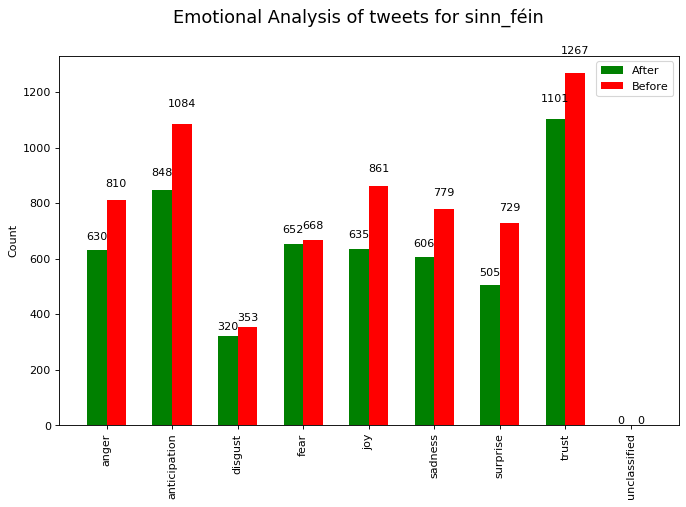 Emotional Analysis of tweets for sinn_féin
After
Before
Count
1200
1000
800
600
400
200
0
630
810
848
1084
320
353
652
668
635
861
606
779
505
729
1101
1267
0
0
anger
anticipation
disgust
fear
joy
sadness
surprise
trust
unclassified